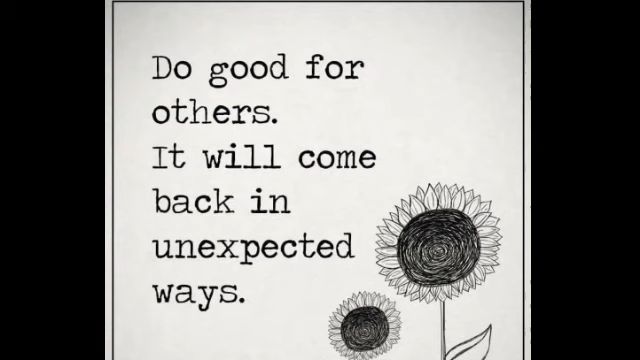 Do good for
others.
It will come
back in
unexpected
ways.